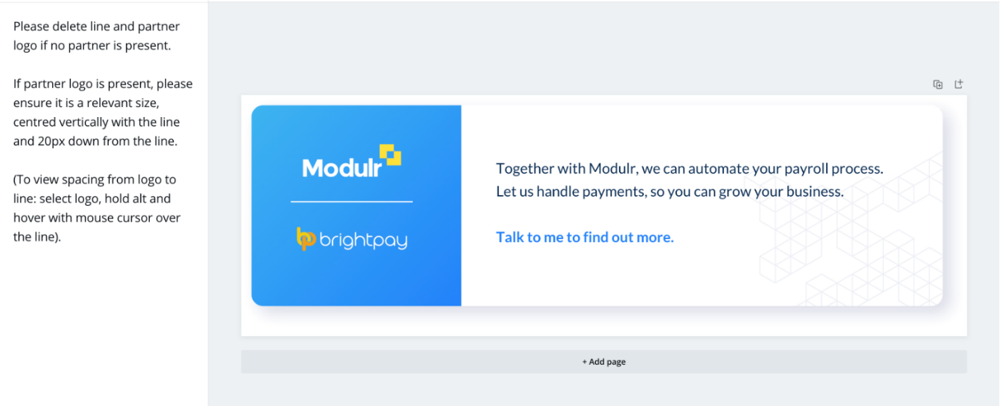 Please delete line and partner
logo if no partner is present.
If partner logo is present, please
ensure it is a relevant size,
centred vertically with the line
and 20px down from the line.
(To view spacing from logo to
line: select logo, hold alt and
hover with mouse cursor over
the line).
Modulr
bp brightpay
Together with Modulr, we can automate your payroll process.
Let us handle payments, so you can grow your business.
Talk to me to find out more.
+ Add page